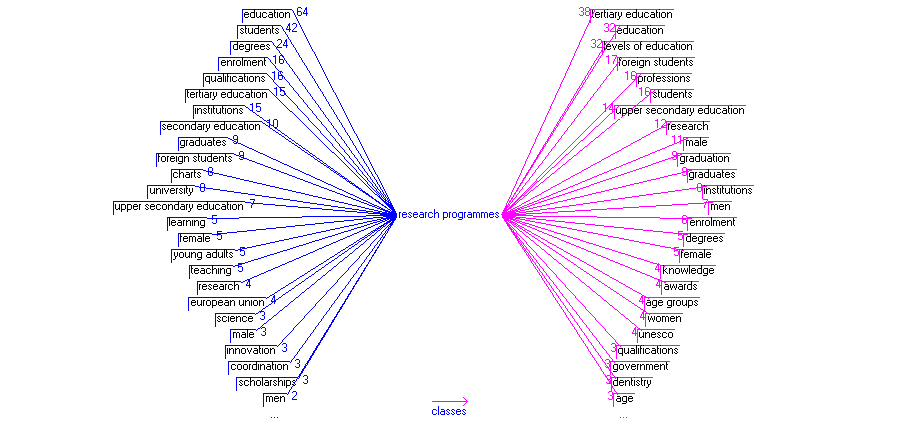 education 64
students 42
degrees 24
enrolment 16
qualifications 16
tertiary education 15
institutions 15
secondary education 10
graduates 9
foreign students 9
charts 8
university 8
upper secondary education 7
learning 5
female 5
young adults 5
teaching 5
research 4
european union 4
science 3
male 3
innovation 3
coordination 3
scholarships 3
men 2
...
research programmes
classes
38 tertiary education
32 education
32 levels of education
17 foreign students
16 professions
16 students
14 upper secondary education
12 research
11 male
9 graduation
8 graduates
8 institutions
7 men
6 enrolment
5 degrees
5 female
4 knowledge
4 awards
4 age groups
4 women
4 unesco
3 qualifications
3 government
3 dentistry
3 age
...